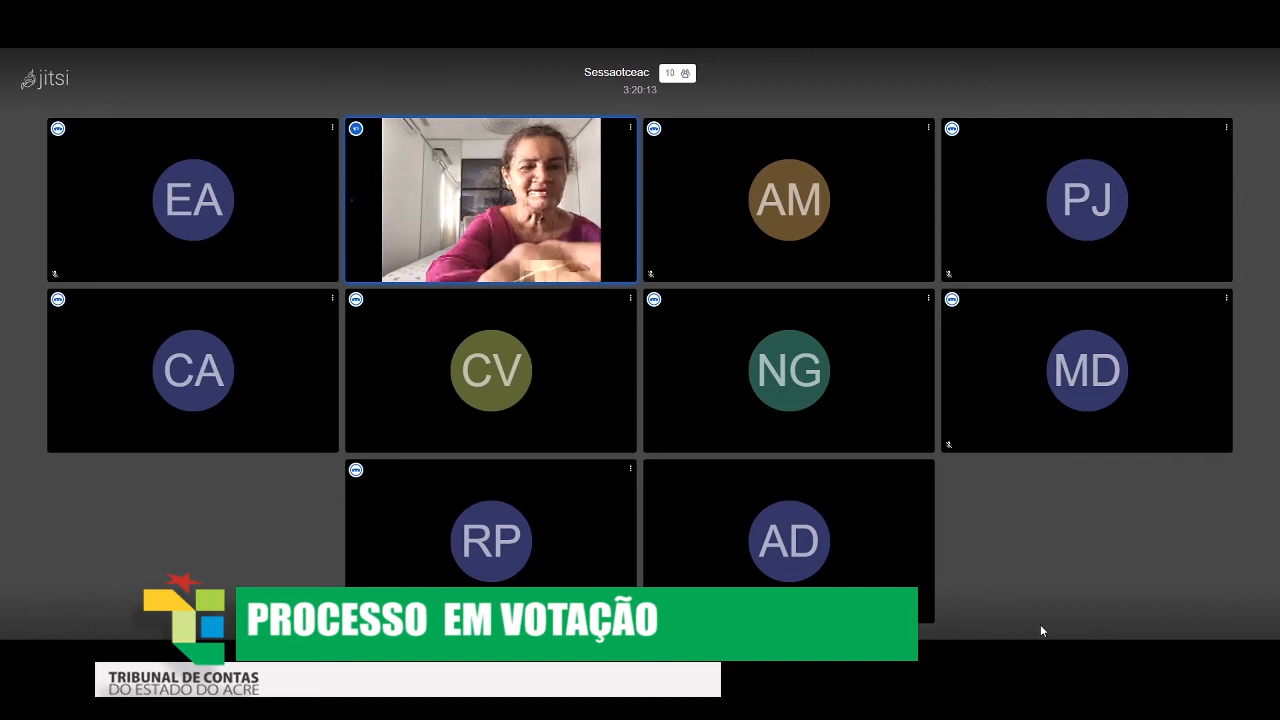 jitsi
Sessaotceac 10
3:20:13
EA
AM
PJ
CA
CV
NG
MD
RP
AD
PROCESSO EM VOTAÇÃO
TRIBUNAL DE CONTAS
DO ESTADO DO ACRE